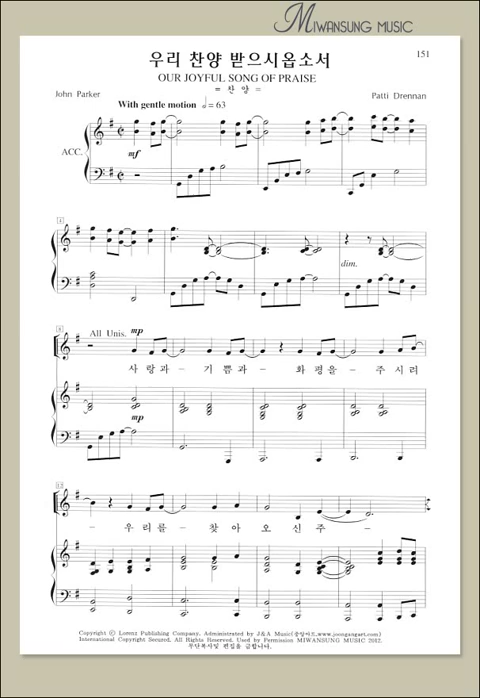 MIWANSUNG MUSIC
151
우리 찬양 받으시옵소서
OUR JOYFUL SONG OF PRAISE
= 찬 양 =
John Parker
Patti Drennan
With gentle motion 𝅗𝅥 = 63
ACC.
mf
4
dim.
8
All Unis.
mp
사 랑 과 - 기 쁨 과 - 화 평 을 - 주 시 려
mp
12
- 우 리 를 - 찾 아 오 신 주 -
Copyright ⓒ Lorenz Publishing Company. Administered by J&A Music(중앙아트,www.joongangart.com)
International Copyright Secured. All Rights Reserved. Used by Permission MIWANSUNG MUSIC 2012.
무단복사및 편집을 금합니다.